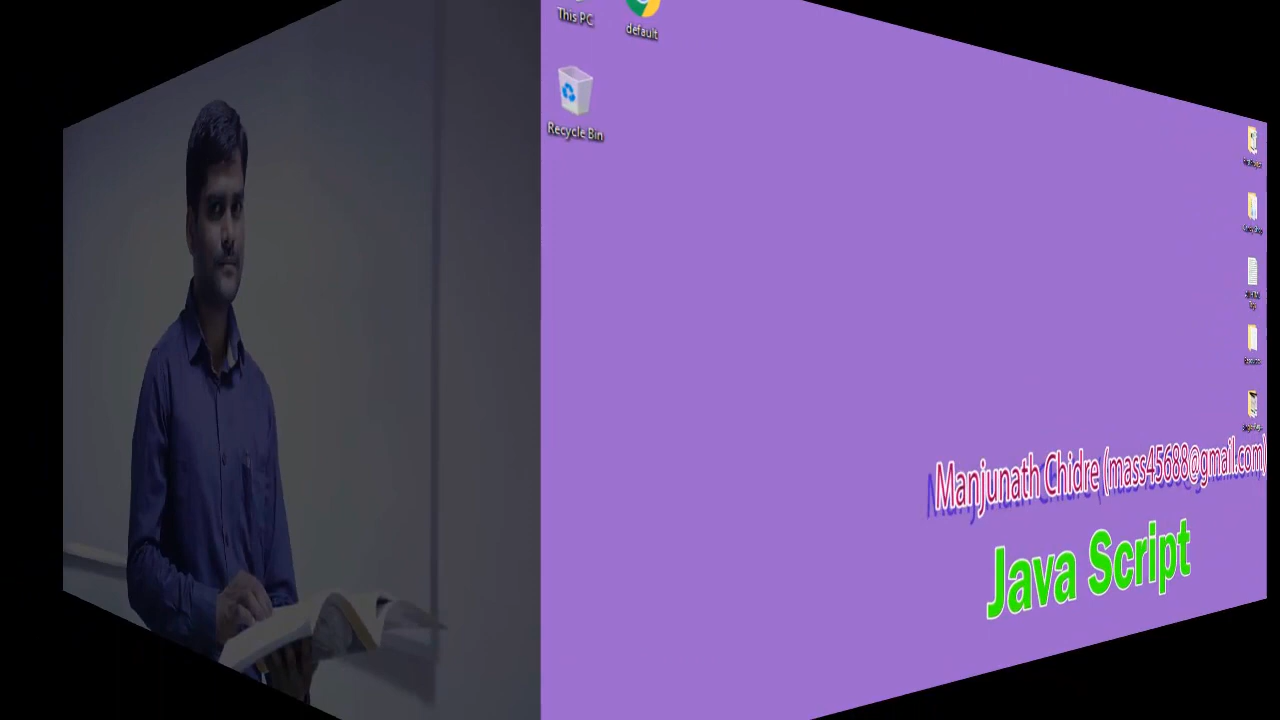 This PC
default
Recycle Bin
Manjunath Chidre (mass45688@gmail.com)
Java Script